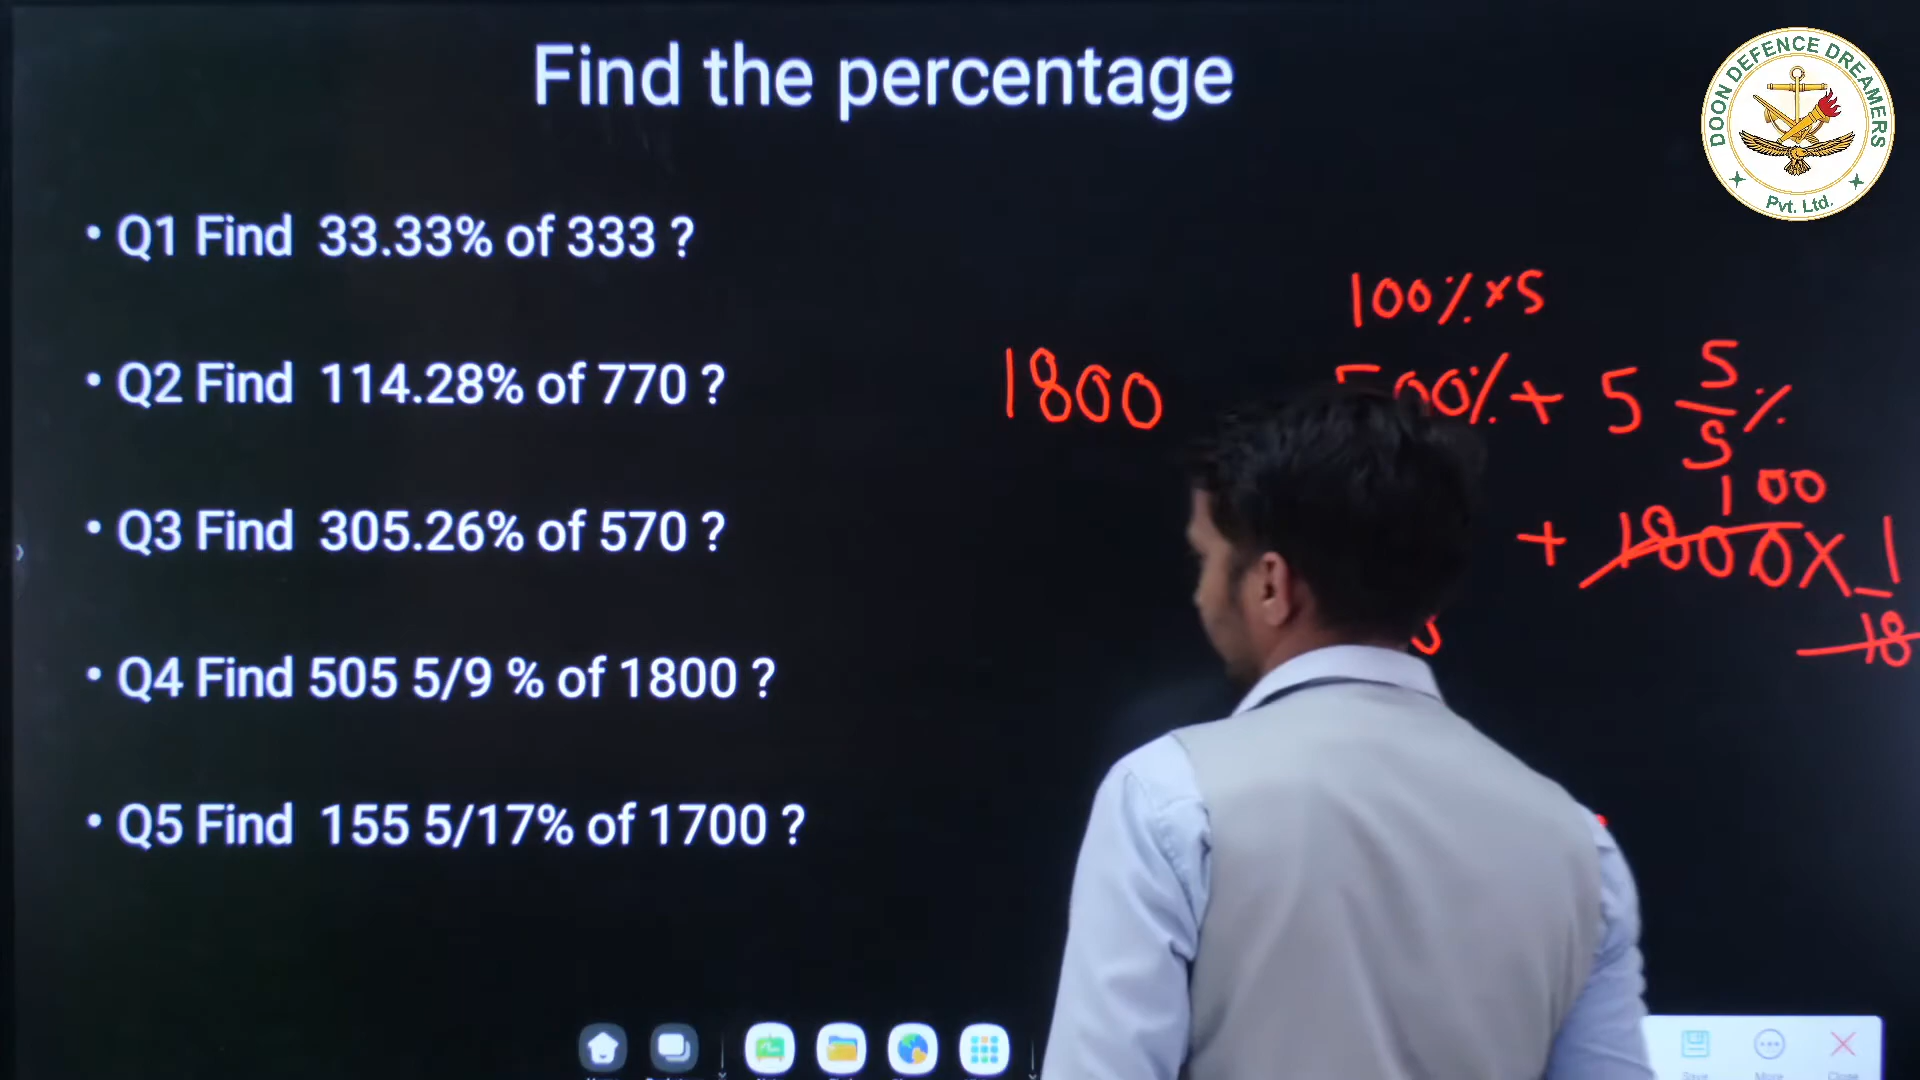 Find the percentage
DOON DEFENCE DREAMERS
Pvt. Ltd.
• Q1 Find 33.33% of 333 ?
• Q2 Find 114.28% of 770 ?
• Q3 Find 305.26% of 570 ?
• Q4 Find 505 5/9 % of 1800 ?
• Q5 Find 155 5/17% of 1700 ?
100% × 5
1800 500% + 5 5/5 %
100
+ 1800 × 1
18